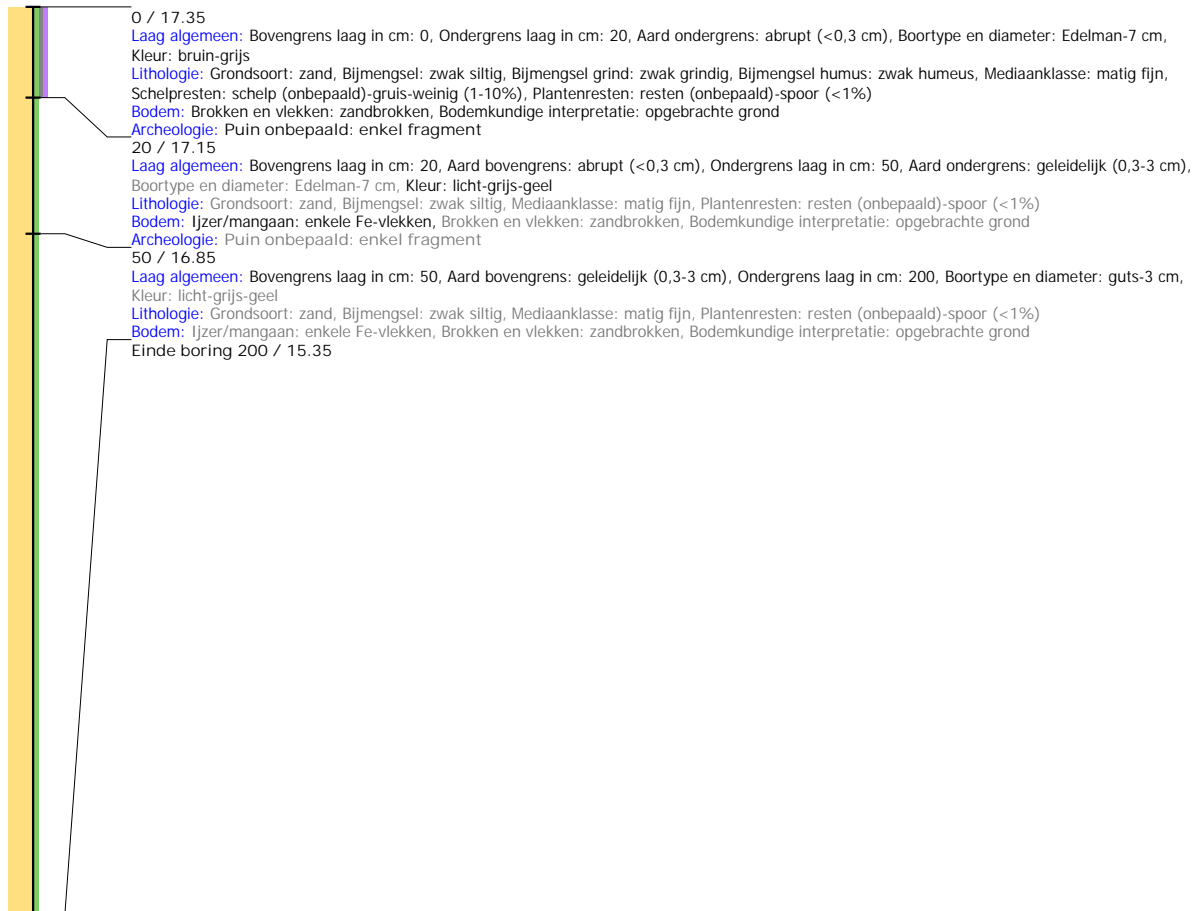 0 / 17.35
Laag algemeen: Bovengrens laag in cm: 0, Ondergrens laag in cm: 20, Aard ondergrens: abrupt (<0,3 cm), Boortype en diameter: Edelman-7 cm,
Kleur: bruin-grijs
Lithologie: Grondsoort: zand, Bijmengsel: zwak siltig, Bijmengsel grind: zwak grindig, Bijmengsel humus: zwak humeus, Mediaanklasse: matig fijn,
Schelpresten: schelp (onbepaald)-gruis-weinig (1-10%), Plantenresten: resten (onbepaald)-spoor (<1%)
Bodem: Brokken en vlekken: zandbrokken, Bodemkundige interpretatie: opgebrachte grond
Archeologie: Puin onbepaald: enkel fragment
20 / 17.15
Laag algemeen: Bovengrens laag in cm: 20, Aard bovengrens: abrupt (<0,3 cm), Ondergrens laag in cm: 50, Aard ondergrens: geleidelijk (0,3-3 cm),
Boortype en diameter: Edelman-7 cm, Kleur: licht-grijs-geel
Lithologie: Grondsoort: zand, Bijmengsel: zwak siltig, Mediaanklasse: matig fijn, Plantenresten: resten (onbepaald)-spoor (<1%)
Bodem: Ijzer/mangaan: enkele Fe-vlekken, Brokken en vlekken: zandbrokken, Bodemkundige interpretatie: opgebrachte grond
Archeologie: Puin onbepaald: enkel fragment
50 / 16.85
Laag algemeen: Bovengrens laag in cm: 50, Aard bovengrens: geleidelijk (0,3-3 cm), Ondergrens laag in cm: 200, Boortype en diameter: guts-3 cm,
Kleur: licht-grijs-geel
Lithologie: Grondsoort: zand, Bijmengsel: zwak siltig, Mediaanklasse: matig fijn, Plantenresten: resten (onbepaald)-spoor (<1%)
Bodem: Ijzer/mangaan: enkele Fe-vlekken, Brokken en vlekken: zandbrokken, Bodemkundige interpretatie: opgebrachte grond
Einde boring 200 / 15.35